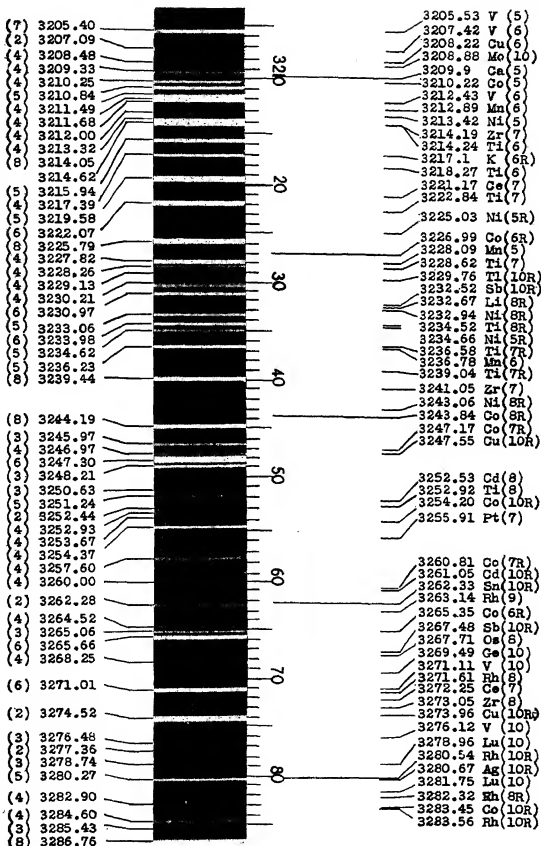 (7) 3205.40
(2) 3207.09
(4) 3208.48
(4) 3209.33
(4) 3210.25
(5) 3210.84
(4) 3211.49
(4) 3211.68
(4) 3212.00
(4) 3213.32
(8) 3214.05
3214.62
(5) 3215.94
(4) 3217.39
(5) 3219.58
(6) 3222.07
(8) 3225.79
(4) 3227.82
(4) 3228.26
(4) 3229.13
(4) 3230.21
(6) 3230.97
(5) 3233.06
(6) 3233.98
(5) 3234.62
(5) 3236.23
(8) 3239.44
(8) 3244.19
(3) 3245.97
(4) 3246.97
(6) 3247.30
(3) 3248.21
(3) 3250.63
(5) 3251.24
(2) 3252.44
(4) 3252.93
(4) 3253.67
(4) 3254.37
(4) 3257.60
(4) 3260.00
(2) 3262.28
(4) 3264.52
(3) 3265.06
(6) 3265.66
(4) 3268.25
(6) 3271.01
(2) 3274.52
(3) 3276.48
(2) 3277.36
(3) 3278.74
(5) 3280.27
(4) 3282.90
(4) 3284.60
(3) 3285.43
(8) 3286.76
3210
20
30
40
50
60
70
80
3205.53 V (5)
3207.42 V (6)
3208.22 Cu(6)
3208.88 Mo(10)
3209.9 Ca(5)
3210.22 Co(6)
3212.43 V (6)
3212.89 Mn(6)
3213.42 Ni(5)
3214.19 Zr(7)
3214.24 Ti(6)
3217.1 K (6R)
3218.27 Ti(6)
3221.17 Ce(7)
3222.84 Ti(7)
3225.03 Ni(5R)
3226.99 Co(6R)
3228.09 Mn(5)
3228.62 Ti(7)
3229.76 Tl(10R)
3232.52 Sb(10R)
3232.67 Li(8R)
3232.94 Ni(8R)
3234.52 Ti(8R)
3234.66 Ni(5R)
3236.58 Ti(7R)
3236.78 Mn(6)
3239.04 Ti(7R)
3241.05 Zr(7)
3243.06 Ni(8R)
3243.84 Co(8R)
3247.17 Co(7R)
3247.55 Cu(10R)
3252.53 Cd(8)
3252.92 Ti(8)
3254.20 Co(10R)
3255.91 Pt(7)
3260.81 Co(7R)
3261.05 Cd(10R)
3262.33 Sn(10R)
3263.14 Rh(9)
3265.35 Co(6R)
3267.48 Sb(10R)
3267.71 Os(8)
3269.49 Ge(10)
3271.11 V (10)
3271.61 Rh(8)
3272.25 Ce(7)
3273.05 Zr(8)
3273.96 Cu(10R)
3276.12 V (10)
3278.96 Lu(10)
3280.54 Rh(10R)
3280.67 Ag(10R)
3281.75 Lu(10)
3282.32 Rh(8R)
3283.45 Co(10R)
3283.56 Rh(10R)